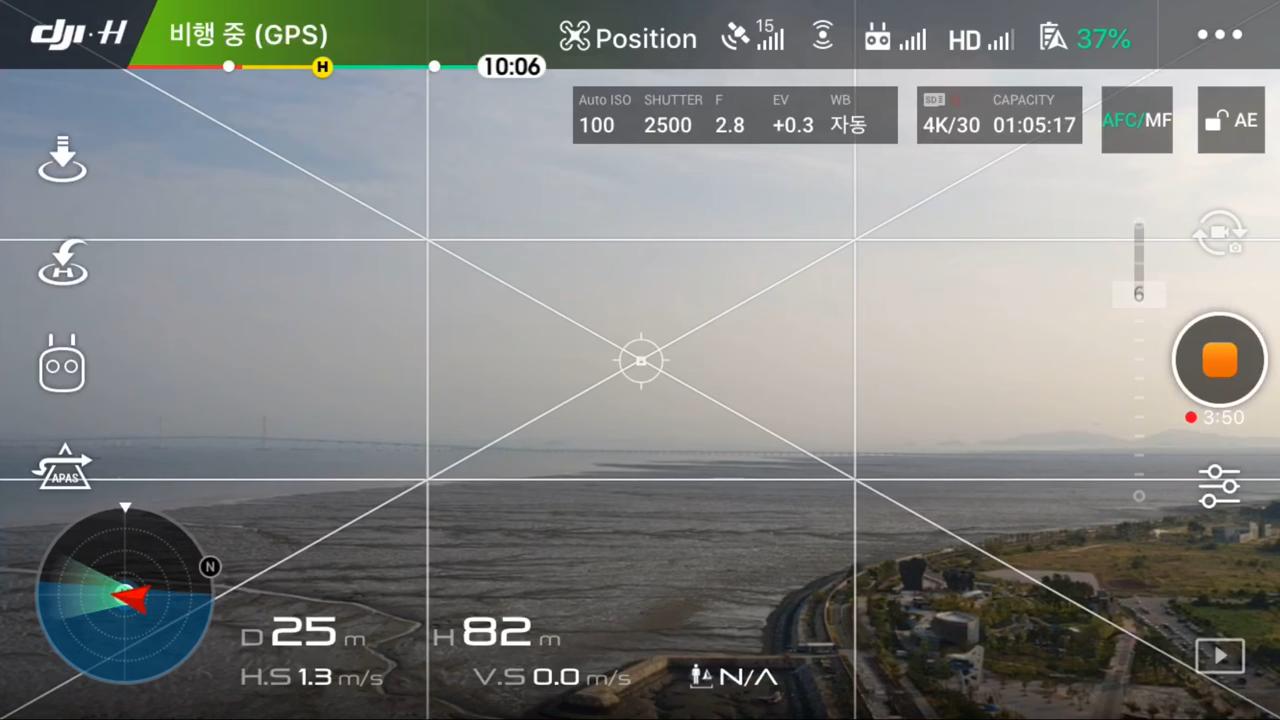 dji·H 비행 중 (GPS) Position 15 HD 37%
H 10:06
Auto ISO SHUTTER F EV WB CAPACITY
100 2500 2.8 +0.3 자동 4K/30 01:05:17
AFC/MF AE
6
3:50
APAS
N
D 25 m H 82 m
H.S 1.3 m/s V.S 0.0 m/s N/A